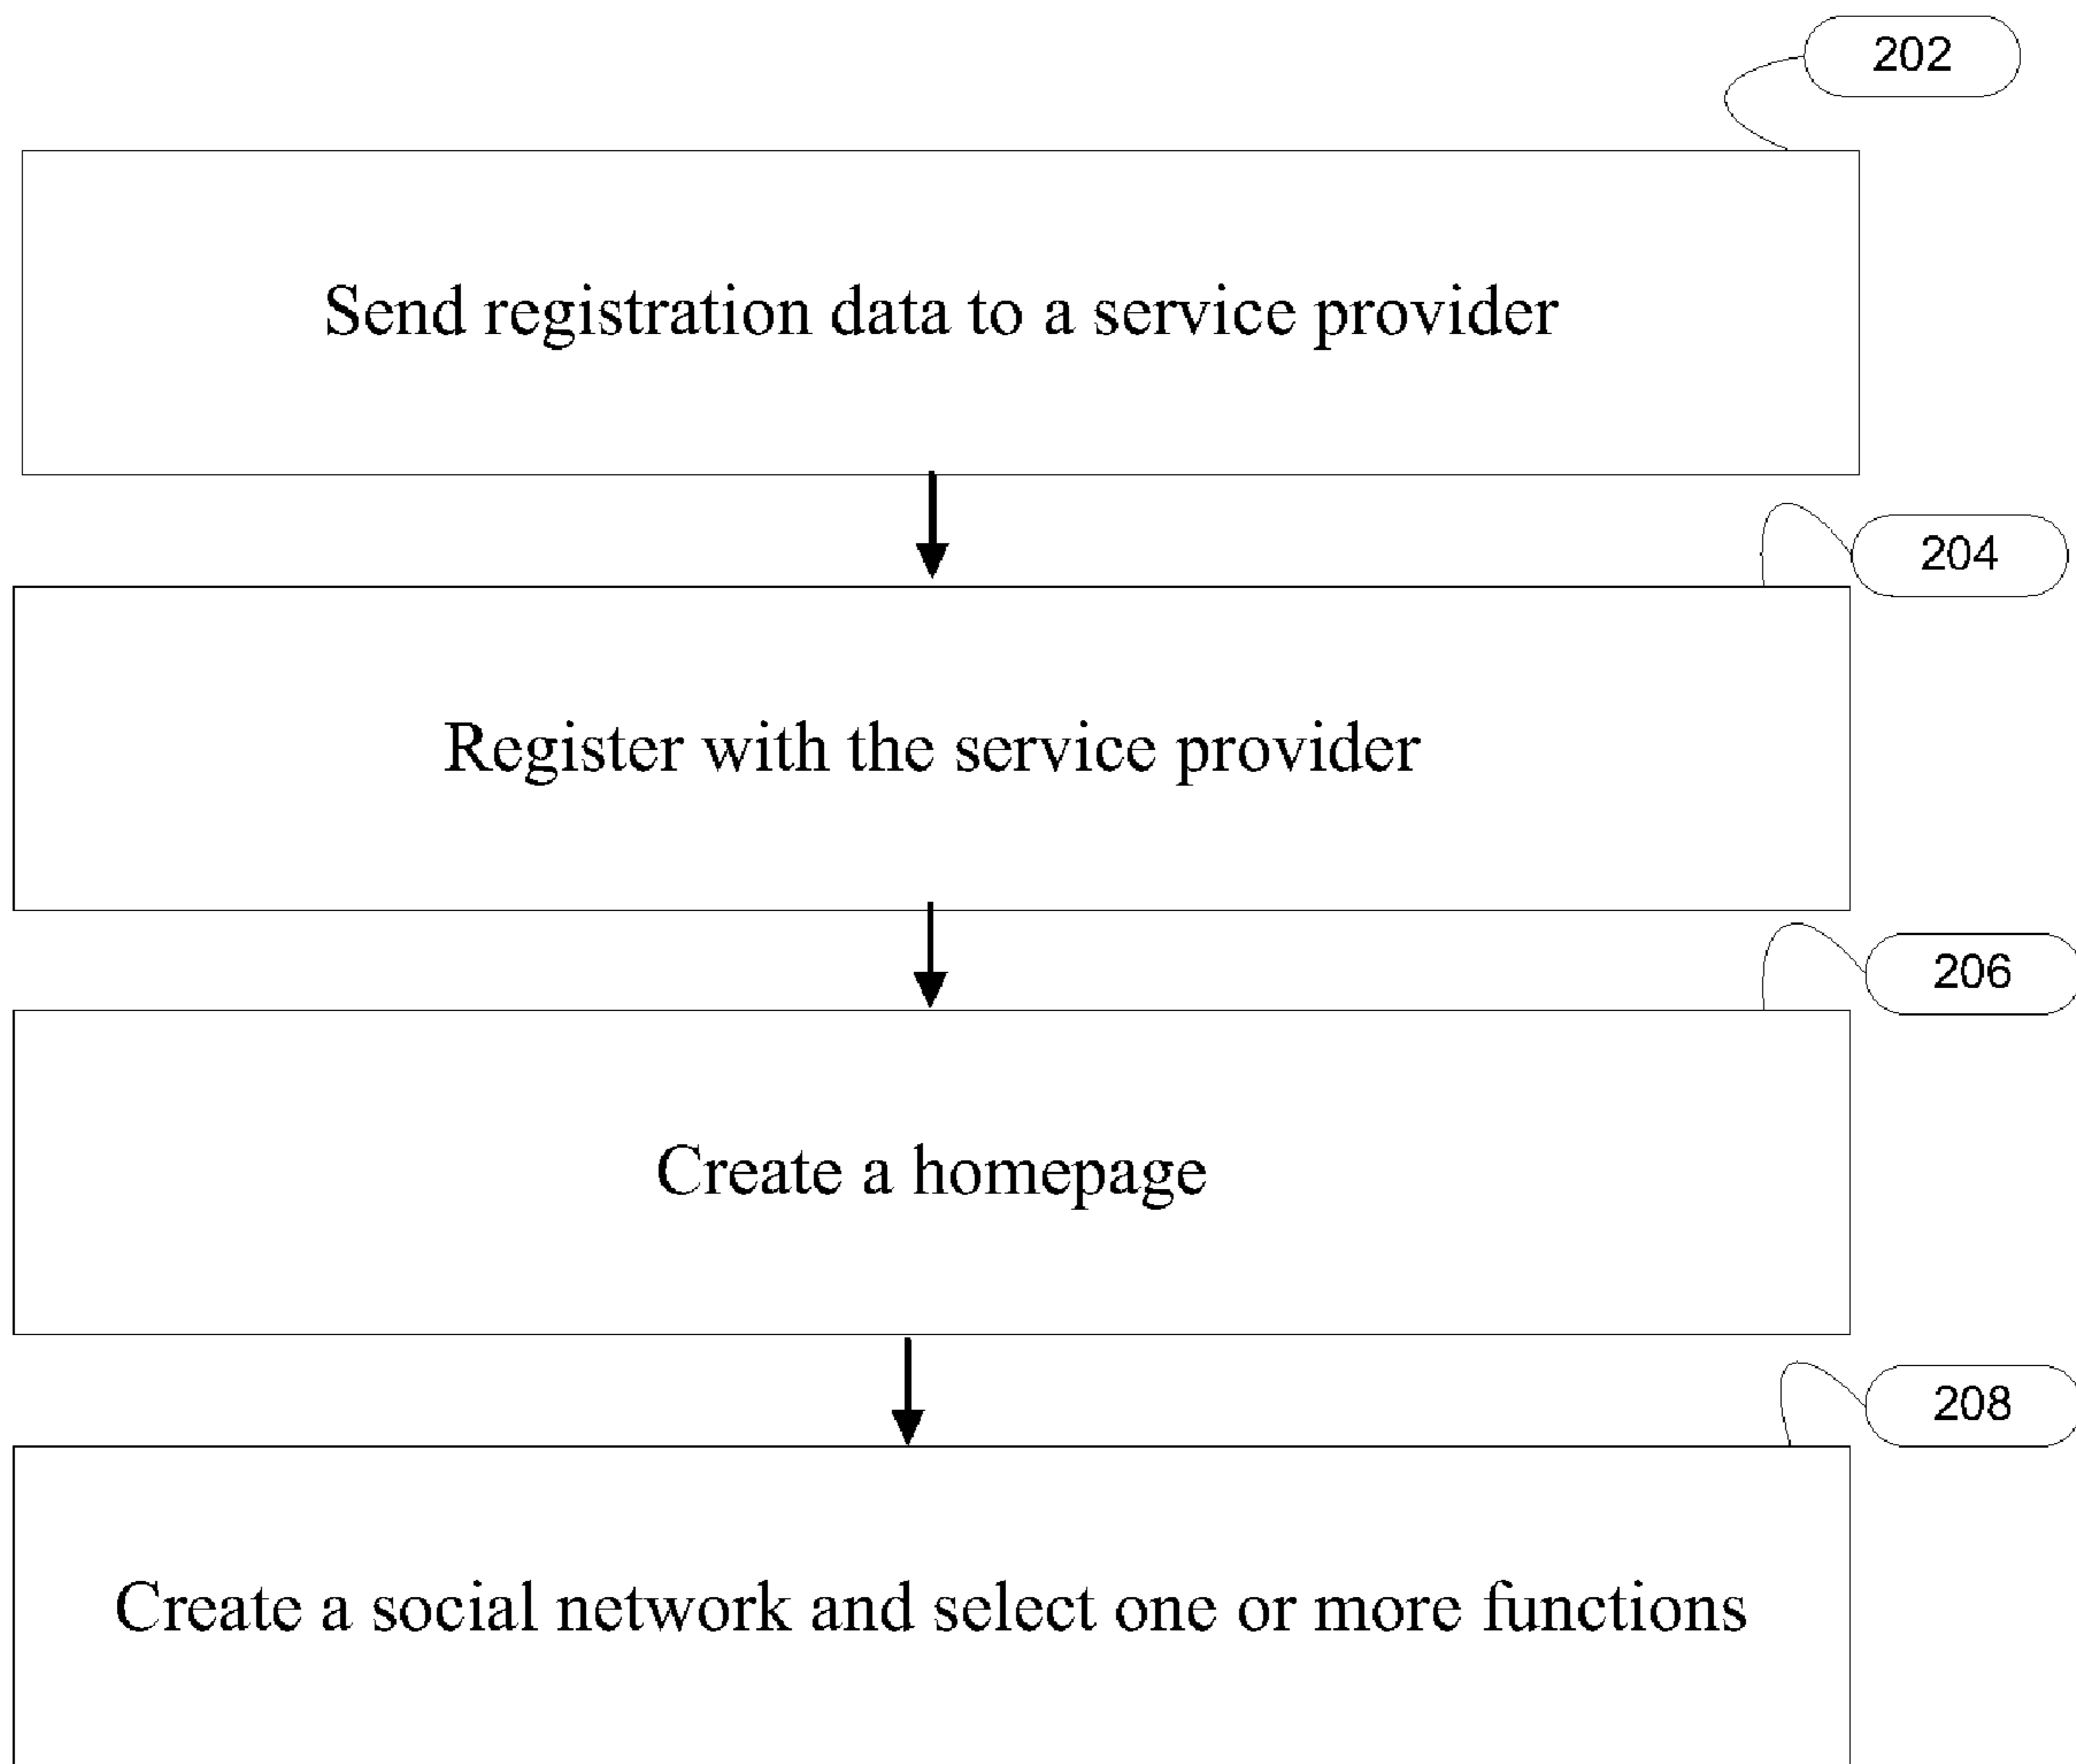 202
Send registration data to a service provider
204
Register with the service provider
206
Create a homepage
208
Create a social network and select one or more functions